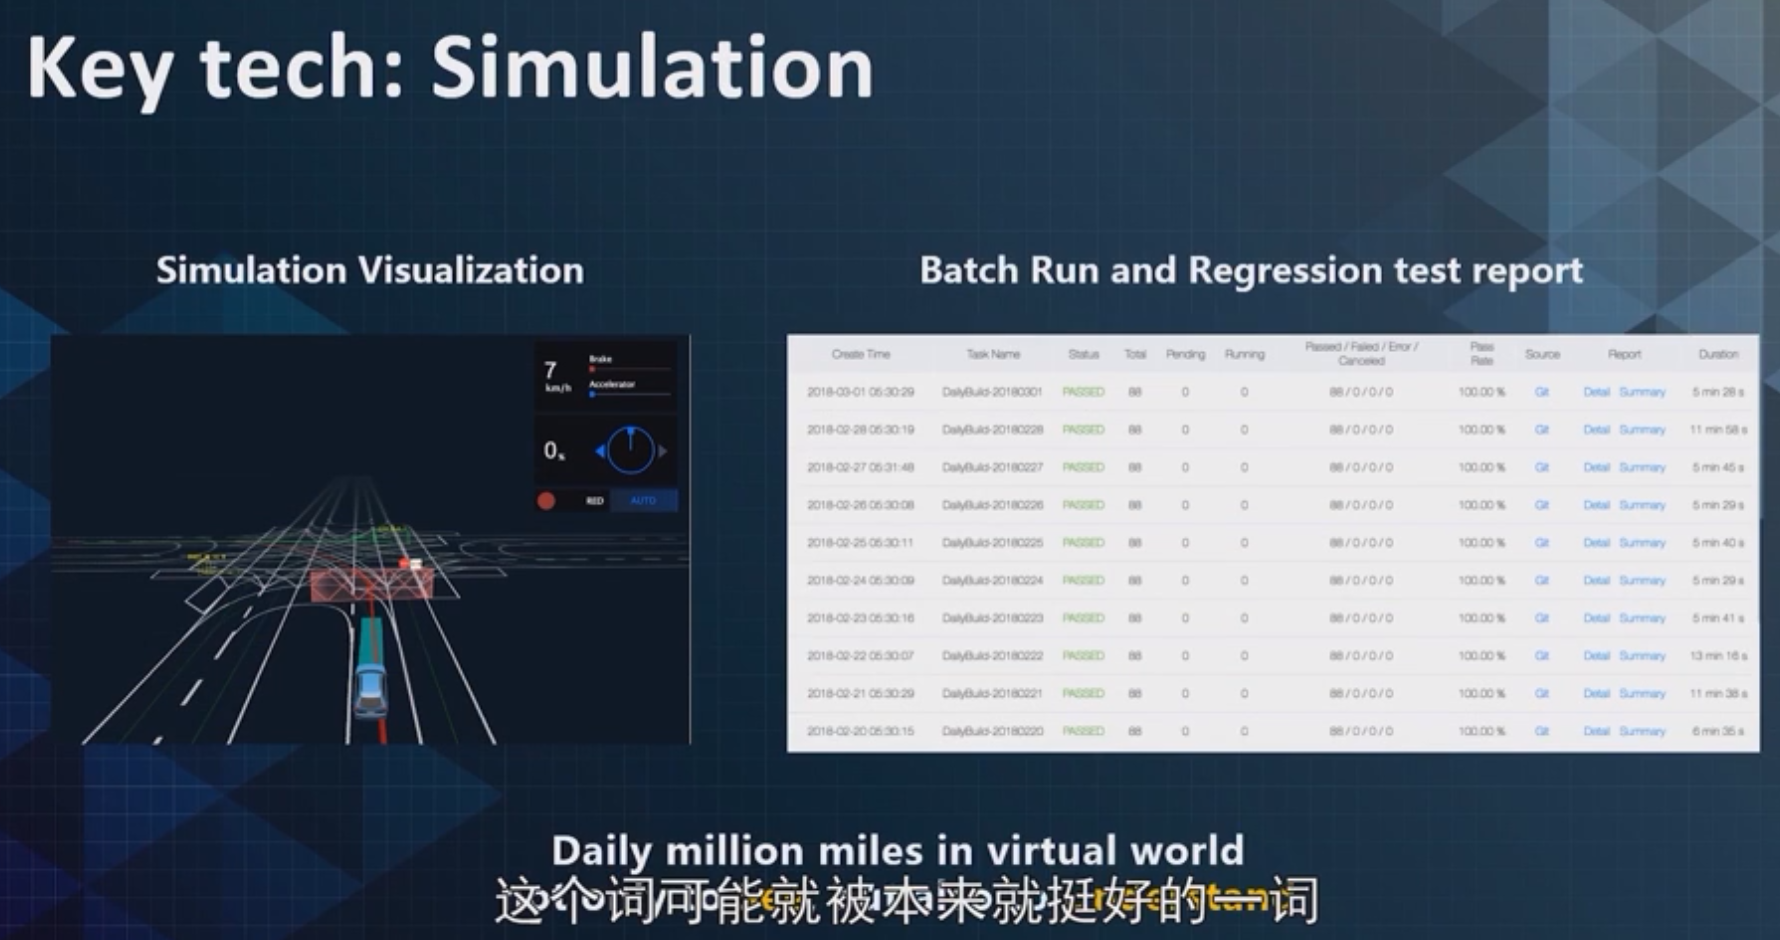 Key tech: Simulation
Simulation Visualization
Batch Run and Regression test report
7
km/h
Brake
Accelerator
0%
RED
AUTO
Create Time Task Name Status Total Pending Running Passed / Failed / Error / Canceled Pass Rate Source Report Duration
2018-03-01 05:30:29 DailyBuild-20180301 PASSED 88 0 0 88 / 0 / 0 / 0 100.00 % Git Detail Summary 5 min 28 s
2018-02-28 05:30:19 DailyBuild-20180228 PASSED 88 0 0 88 / 0 / 0 / 0 100.00 % Git Detail Summary 11 min 58 s
2018-02-27 05:31:48 DailyBuild-20180227 PASSED 88 0 0 88 / 0 / 0 / 0 100.00 % Git Detail Summary 5 min 45 s
2018-02-26 05:30:08 DailyBuild-20180226 PASSED 88 0 0 88 / 0 / 0 / 0 100.00 % Git Detail Summary 5 min 29 s
2018-02-25 05:30:11 DailyBuild-20180225 PASSED 88 0 0 88 / 0 / 0 / 0 100.00 % Git Detail Summary 5 min 40 s
2018-02-24 05:30:09 DailyBuild-20180224 PASSED 88 0 0 88 / 0 / 0 / 0 100.00 % Git Detail Summary 5 min 29 s
2018-02-23 05:30:16 DailyBuild-20180223 PASSED 88 0 0 88 / 0 / 0 / 0 100.00 % Git Detail Summary 5 min 41 s
2018-02-22 05:30:07 DailyBuild-20180222 PASSED 88 0 0 88 / 0 / 0 / 0 100.00 % Git Detail Summary 13 min 16 s
2018-02-21 05:30:29 DailyBuild-20180221 PASSED 88 0 0 88 / 0 / 0 / 0 100.00 % Git Detail Summary 11 min 38 s
2018-02-20 05:30:15 DailyBuild-20180220 PASSED 88 0 0 88 / 0 / 0 / 0 100.00 % Git Detail Summary 6 min 35 s
Daily million miles in virtual world
这个词可能就被本来就挺好的一词